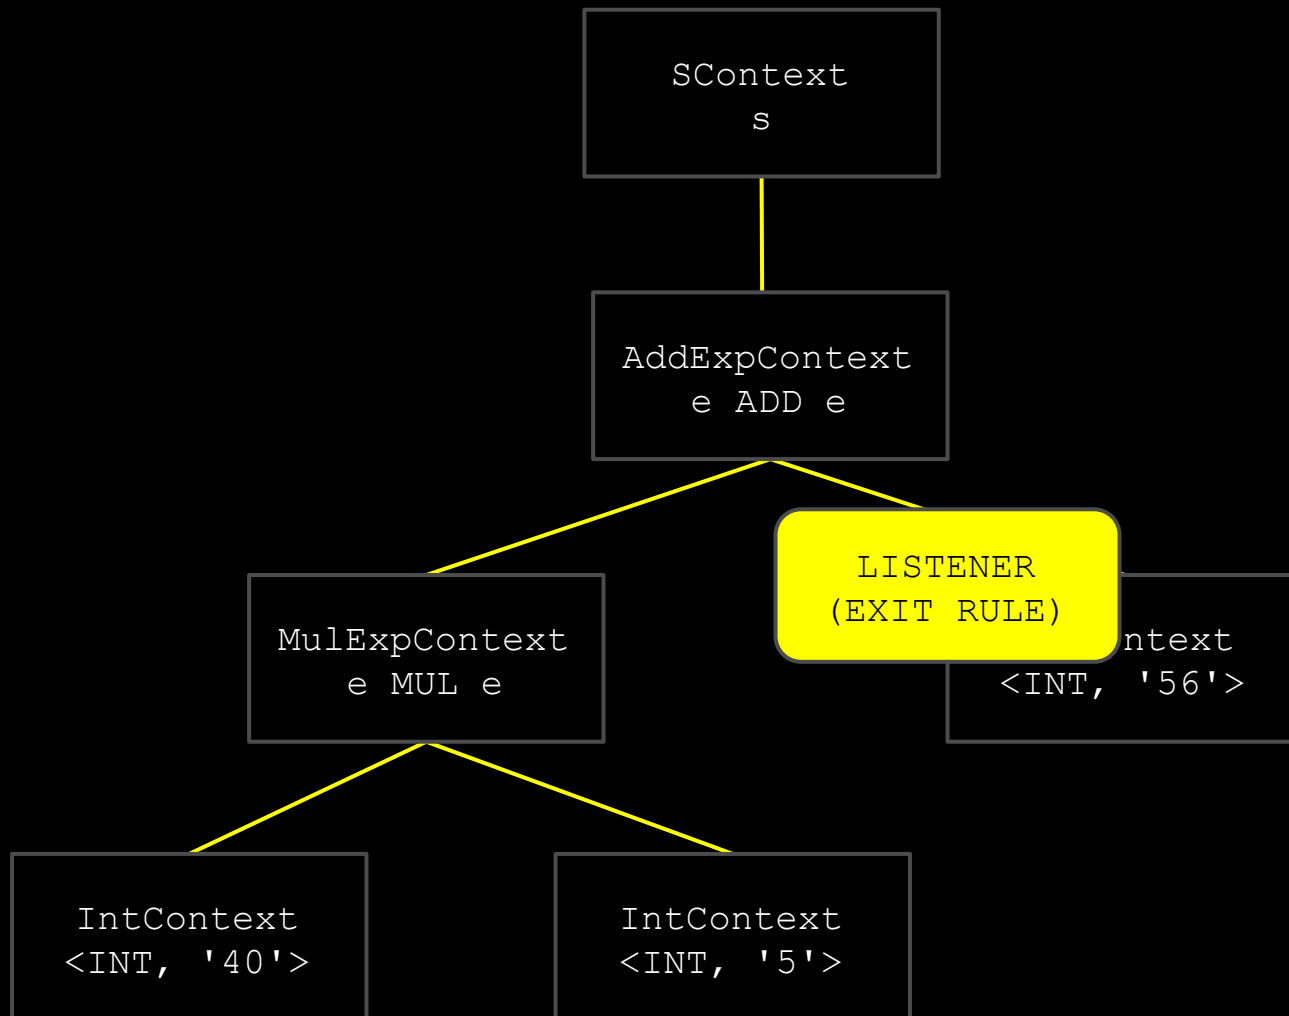 SContext
s
AddExpContext
e ADD e
LISTENER
(EXIT RULE)
MulExpContext
e MUL e
ntext
<INT, '56'>
IntContext
<INT, '40'>
IntContext
<INT, '5'>